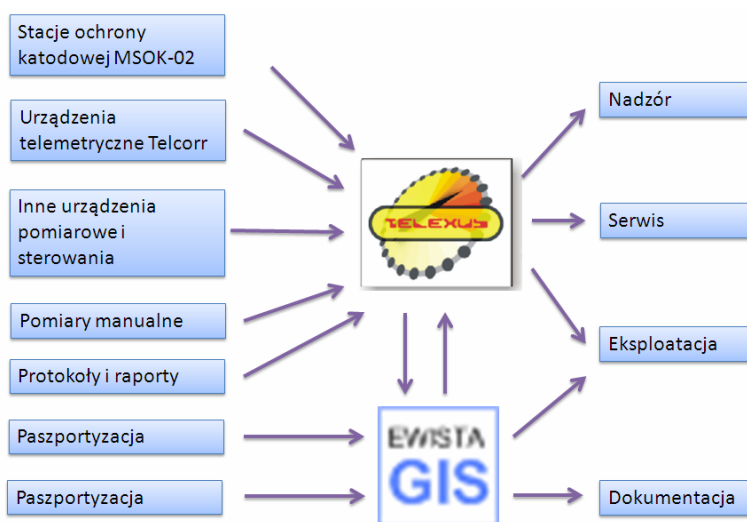 Stacje ochrony
katodowej MSOK-02
Urządzenia
telemetryczne Telcorr
Inne urządzenia
pomiarowe i
sterowania
Pomiary manualne
Protokoły i raporty
Paszportyzacja
Paszportyzacja
TELEXUS
EWISTA
GIS
Nadzór
Serwis
Eksploatacja
Dokumentacja